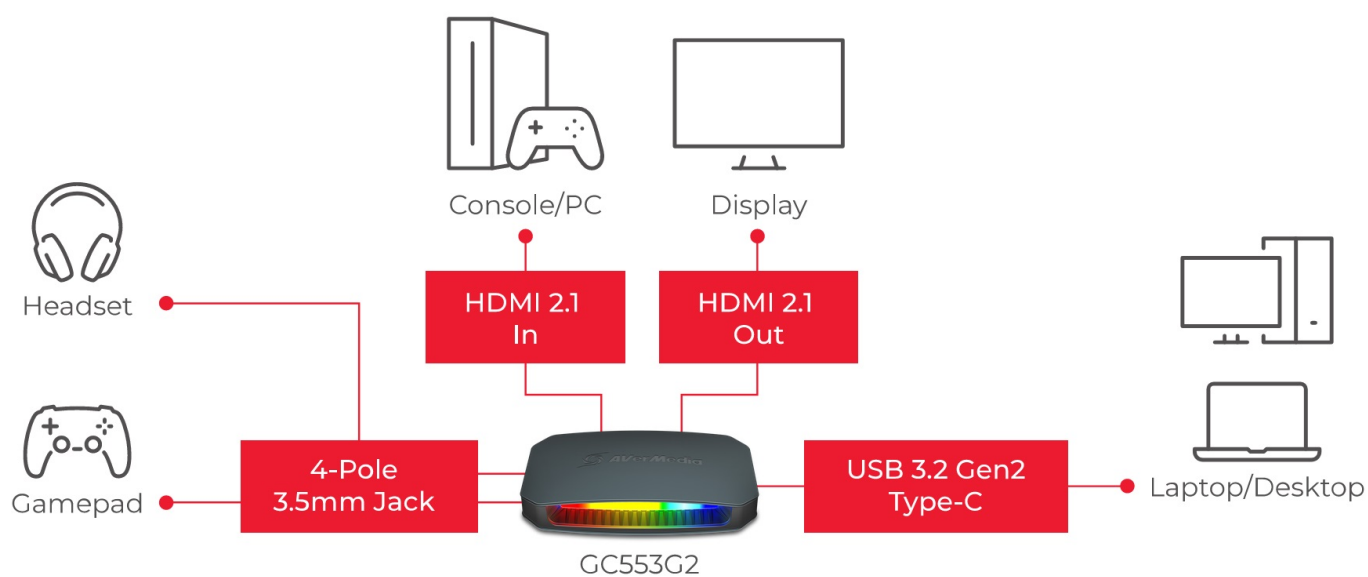 Console/PC
Display
HDMI 2.1
In
HDMI 2.1
Out
Headset
Gamepad
4-Pole
3.5mm Jack
AVerMedia
USB 3.2 Gen2
Type-C
Laptop/Desktop
GC553G2